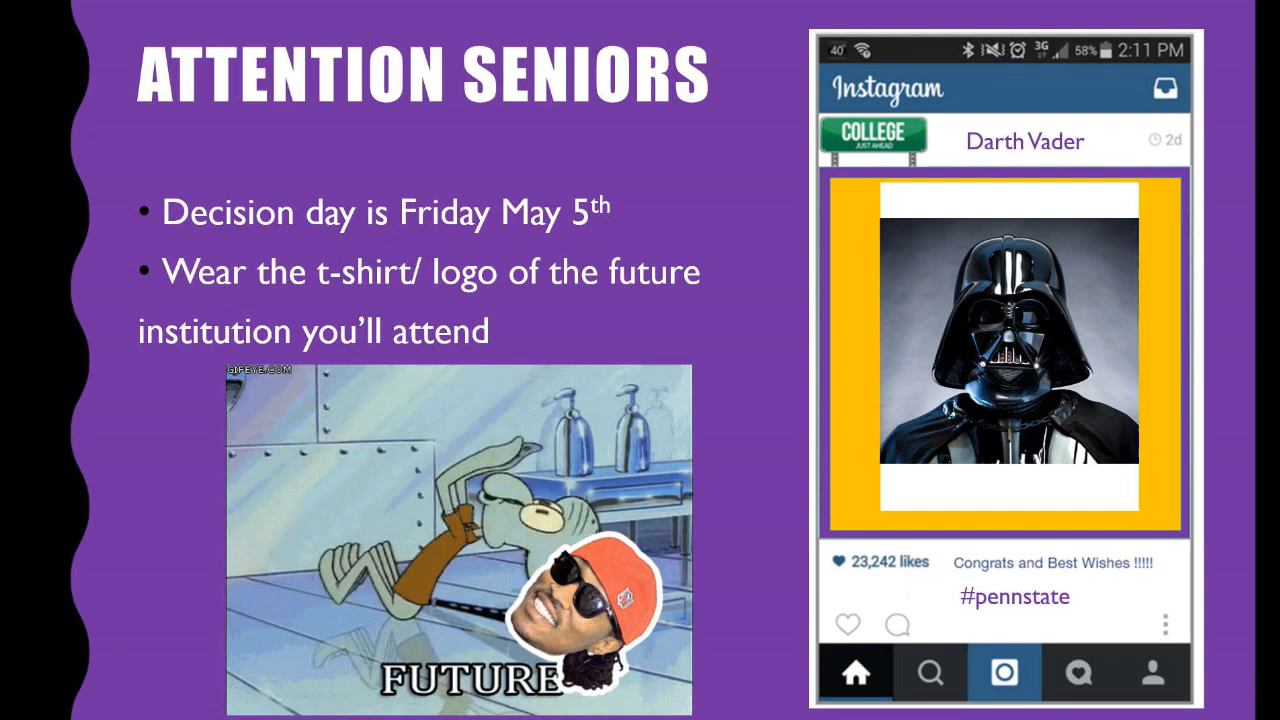 ATTENTION SENIORS
• Decision day is Friday May 5th
• Wear the t-shirt/ logo of the future
institution you'll attend
GIFEYE.COM
FUTURE
40° 3G 58% 2:11 PM
Instagram
COLLEGE
JUST AHEAD
Darth Vader
2d
23,242 likes Congrats and Best Wishes !!!!!
#pennstate